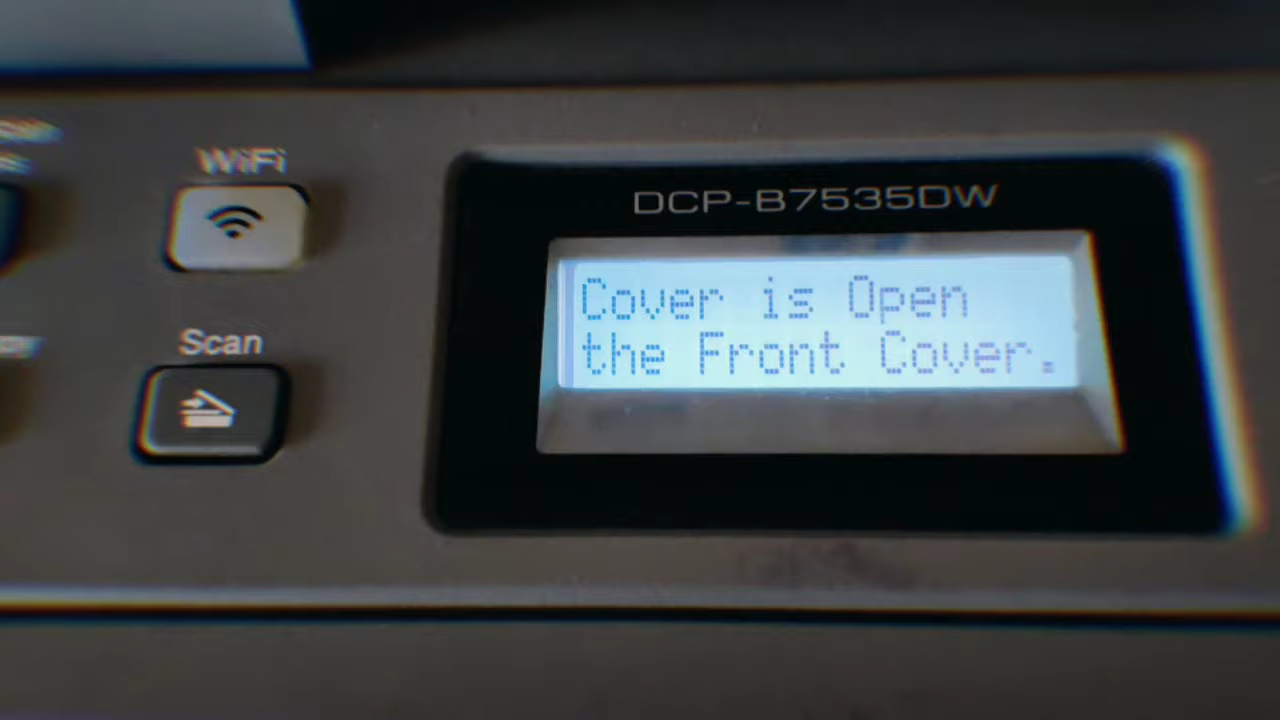 WiFi
DCP-B7535DW
Cover is Open
the Front Cover.
Scan